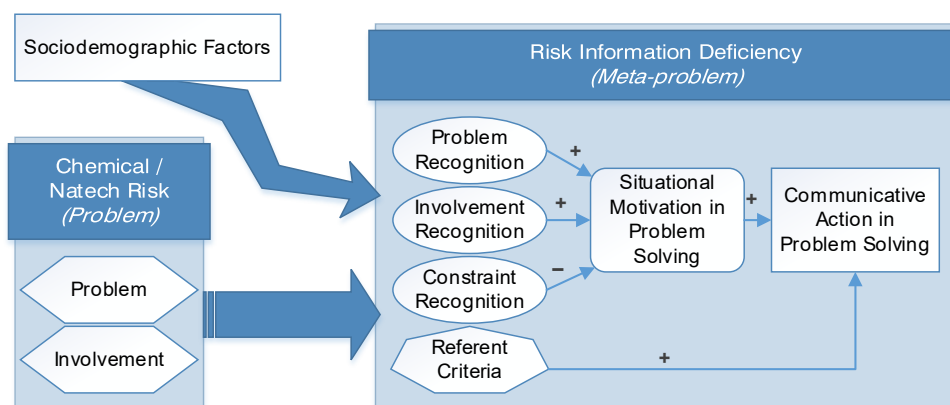 Sociodemographic Factors
Risk Information Deficiency
(Meta-problem)
Chemical /
Natech Risk
(Problem)
Problem
Involvement
Problem
Recognition
+
Involvement
Recognition
+
Constraint
Recognition
–
Referent
Criteria
+
Situational
Motivation in
Problem
Solving
+
Communicative
Action in
Problem Solving